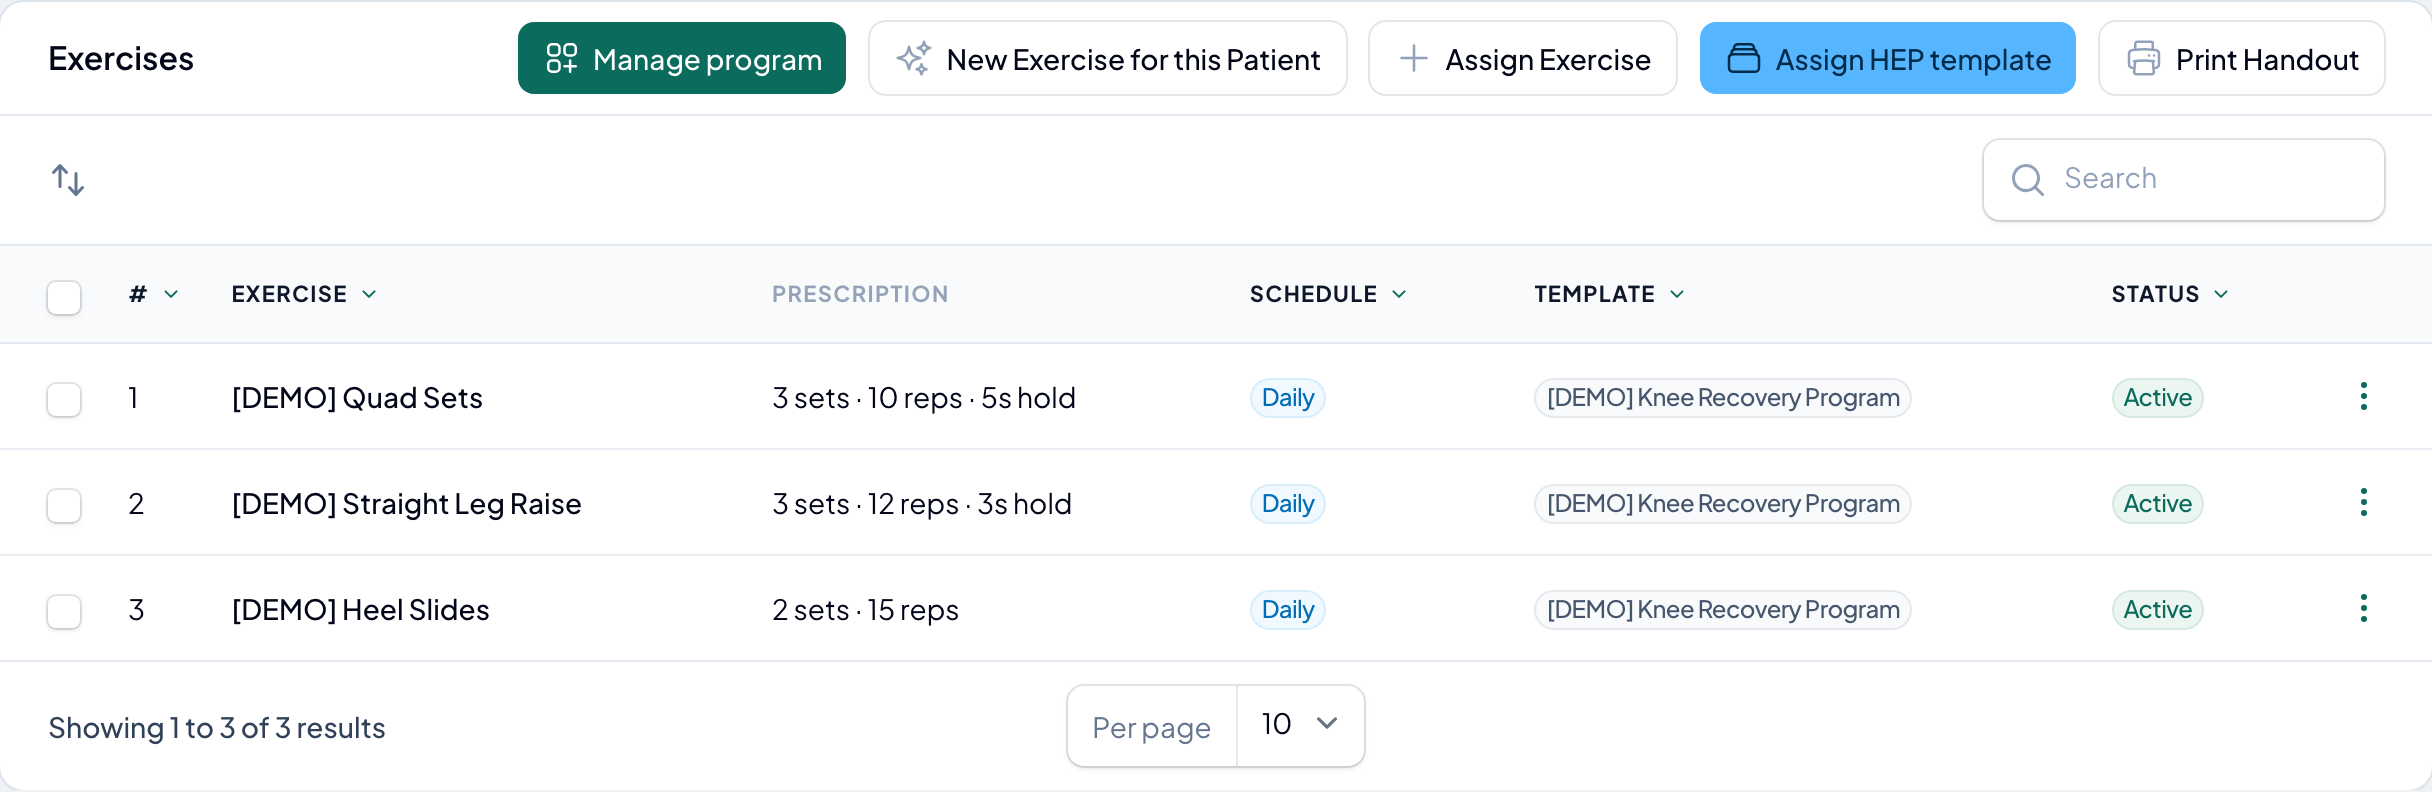 Exercises Manage program New Exercise for this Patient Assign Exercise Assign HEP template Print Handout
Search
# EXERCISE PRESCRIPTION SCHEDULE TEMPLATE STATUS
1 [DEMO] Quad Sets 3 sets · 10 reps · 5s hold Daily [DEMO] Knee Recovery Program Active
2 [DEMO] Straight Leg Raise 3 sets · 12 reps · 3s hold Daily [DEMO] Knee Recovery Program Active
3 [DEMO] Heel Slides 2 sets · 15 reps Daily [DEMO] Knee Recovery Program Active
Showing 1 to 3 of 3 results Per page 10